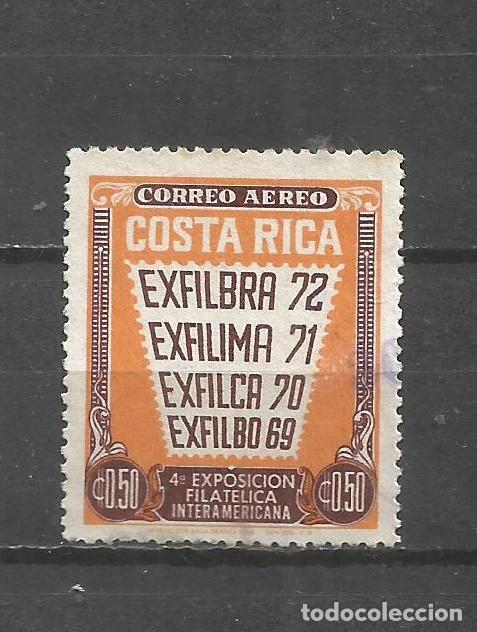 CORREO AEREO
COSTA RICA
EXFILBRA 72
EXFILIMA 71
EXFILCA 70
EXFILBO 69
₡0.50
4ª EXPOSICION
FILATELICA
INTERAMERICANA
₡0.50
todocoleccion